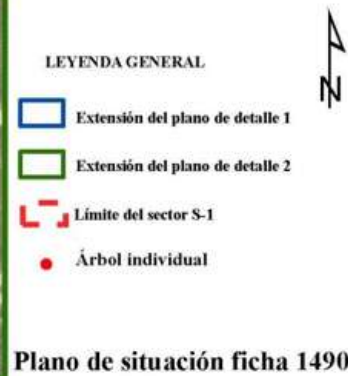 LEYENDA GENERAL
N
Extensión del plano de detalle 1
Extensión del plano de detalle 2
Límite del sector S-1
Árbol individual
Plano de situación ficha 1490